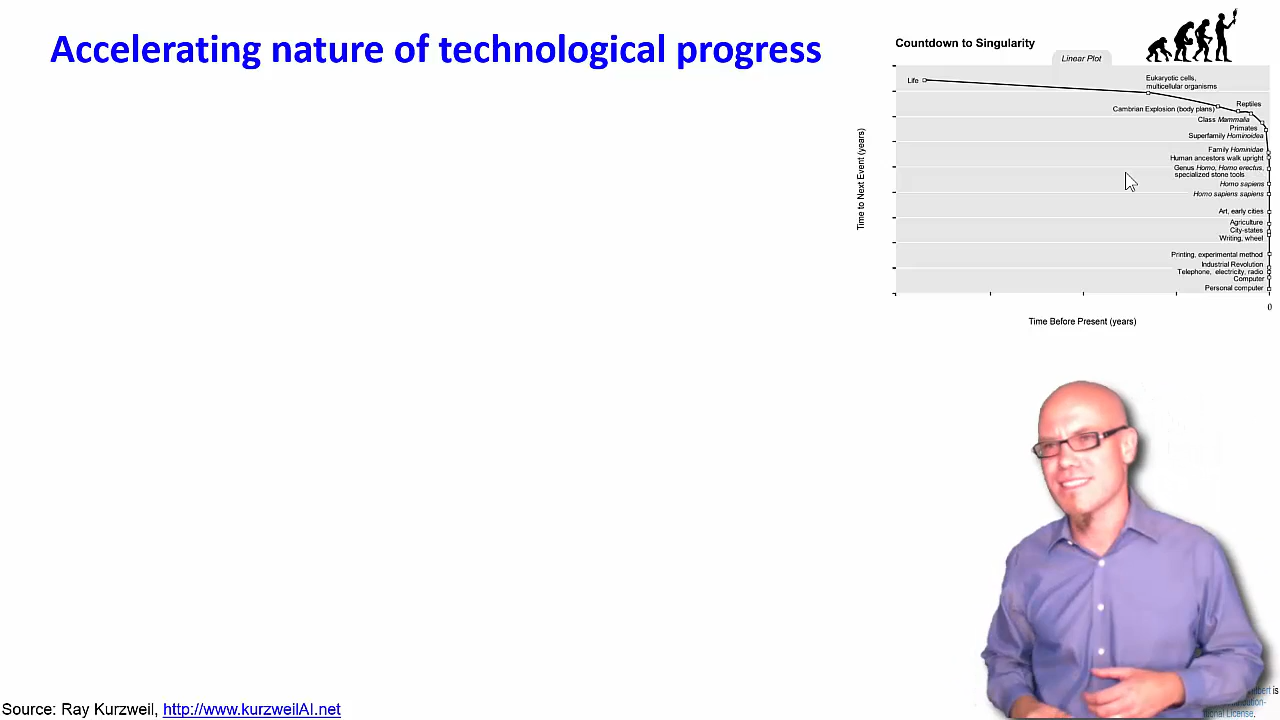 Accelerating nature of technological progress
Countdown to Singularity
Linear Plot
Life
Eukaryotic cells,
multicellular organisms
Reptiles
Cambrian Explosion (body plans)
Class Mammalia
Primates
Superfamily Hominoidea
Family Hominidae
Human ancestors walk upright
Genus Homo, Homo erectus,
specialized stone tools
Homo sapiens
Homo sapiens sapiens
Art, early cities
Agriculture
City-states
Writing, wheel
Printing, experimental method
Industrial Revolution
Telephone, electricity, radio
Computer
Personal computer
Time to Next Event (years)
0
Time Before Present (years)
Source: Ray Kurzweil, http://www.kurzweilAI.net
is
License.